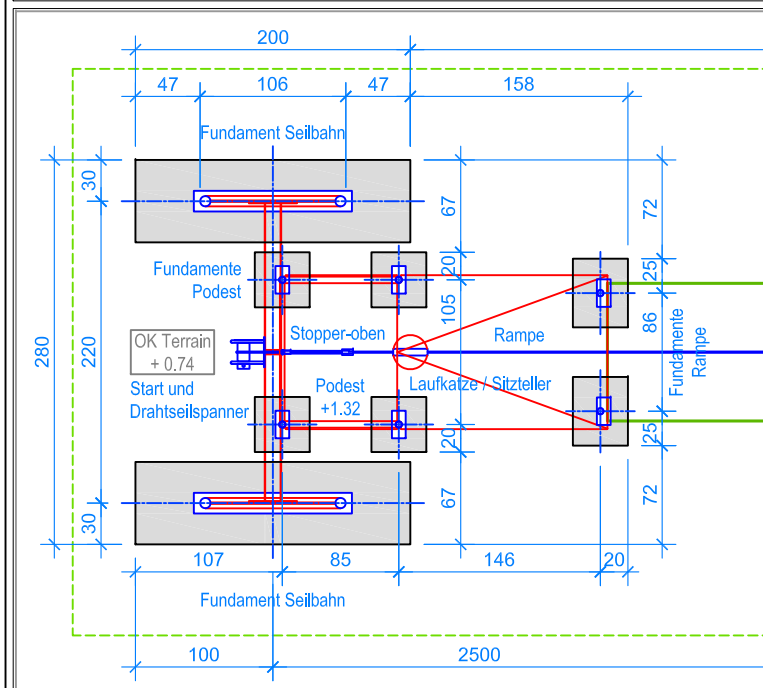 200
47
106
47
158
Fundament Seilbahn
30
67
72
20
25
Fundamente
Podest
105
86
280
220
OK Terrain
+ 0.74
Stopper-oben
Rampe
Fundamente
Rampe
Start und
Drahtseilspanner
Podest
+1.32
Laufkatze / Sitzteller
20
25
30
67
72
107
85
146
20
Fundament Seilbahn
100
2500